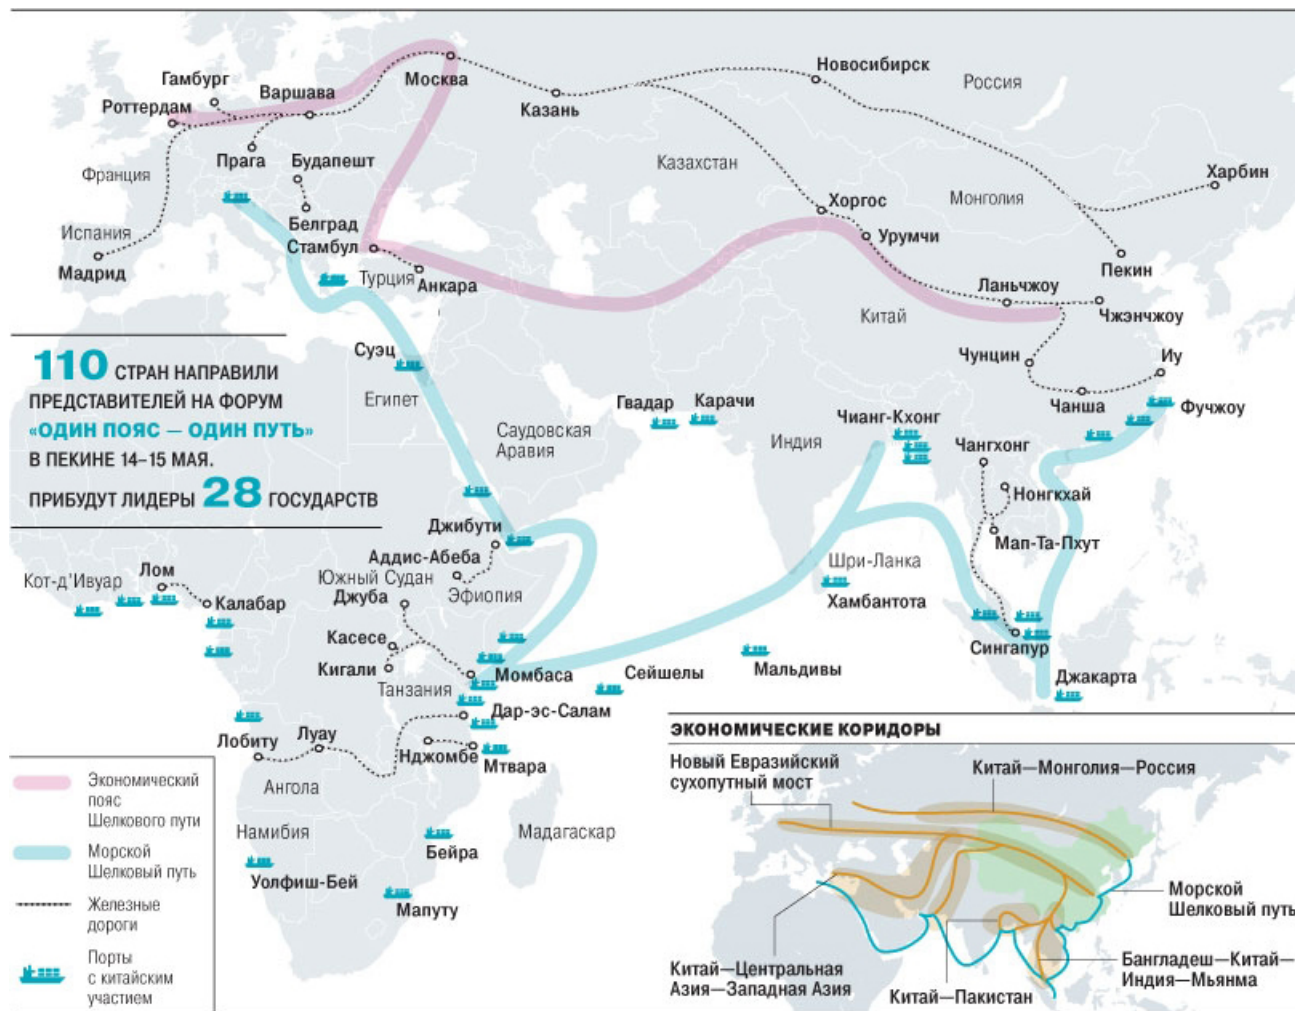 Гамбург
Роттердам
Варшава
Москва
Казань
Новосибирск
Россия
Прага
Будапешт
Франция
Казахстан
Харбин
Хоргос
Монголия
Испания
Белград
Стамбул
Урумчи
Мадрид
Турция
Анкара
Пекин
Ланьчжоу
Китай
Чжэнчжоу
110 СТРАН НАПРАВИЛИ
ПРЕДСТАВИТЕЛЕЙ НА ФОРУМ
«ОДИН ПОЯС — ОДИН ПУТЬ»
В ПЕКИНЕ 14–15 МАЯ.
ПРИБУДУТ ЛИДЕРЫ 28 ГОСУДАРСТВ
Суэц
Египет
Чунцин
Иу
Чанша
Фучжоу
Гвадар
Карачи
Чианг-Кхонг
Саудовская
Аравия
Индия
Чангхонг
Нонгкхай
Джибути
Мап-Та-Пхут
Аддис-Абеба
Кот-д'Ивуар
Лом
Южный Судан
Эфиопия
Шри-Ланка
Джуба
Калабар
Хамбантота
Касесе
Сингапур
Кигали
Момбаса
Сейшелы
Мальдивы
Танзания
Джакарта
Дар-эс-Салам
Лобиту
Луау
Нджомбе
Мтвара
Ангола
Намибия
Мадагаскар
Бейра
Уолфиш-Бей
Мапуту
Экономический
пояс
Шелкового пути
Морской
Шелковый путь
Железные
дороги
Порты
с китайским
участием
ЭКОНОМИЧЕСКИЕ КОРИДОРЫ
Новый Евразийский
сухопутный мост
Китай—Монголия—Россия
Морской
Шелковый путь
Китай—Центральная
Азия—Западная Азия
Китай—Пакистан
Бангладеш—Китай—
Индия—Мьянма